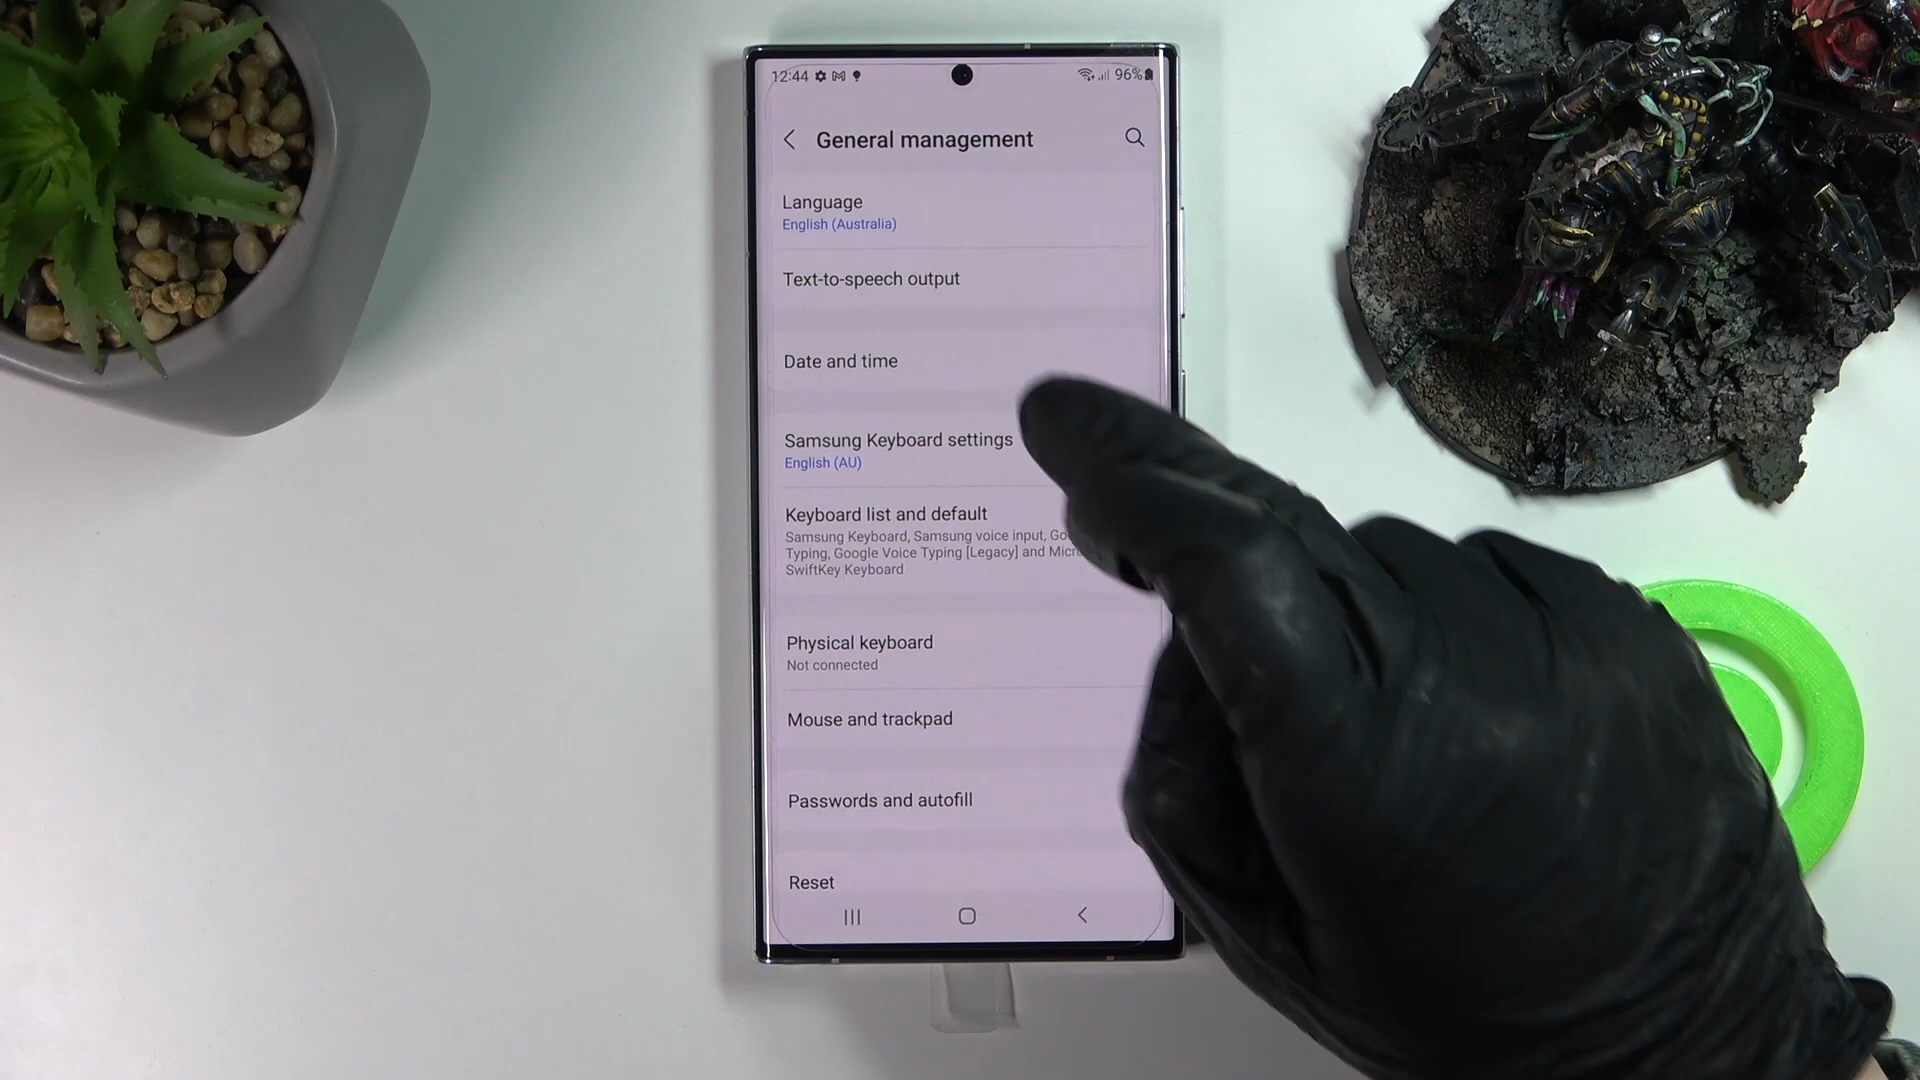 12:44
96%
General management
Language
English (Australia)
Text-to-speech output
Date and time
Samsung Keyboard settings
English (AU)
Keyboard list and default
Samsung Keyboard, Samsung voice input,
Typing, Google Voice Typing [Legacy] and
SwiftKey Keyboard
Physical keyboard
Not connected
Mouse and trackpad
Passwords and autofill
Reset